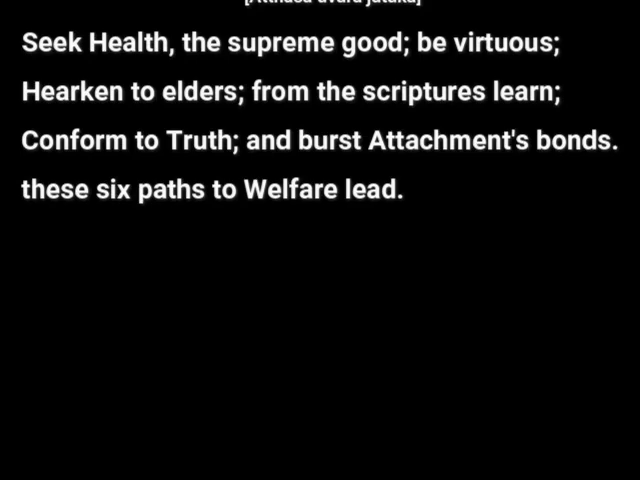 Seek Health, the supreme good; be virtuous;
Hearken to elders; from the scriptures learn;
Conform to Truth; and burst Attachment's bonds.
these six paths to Welfare lead.